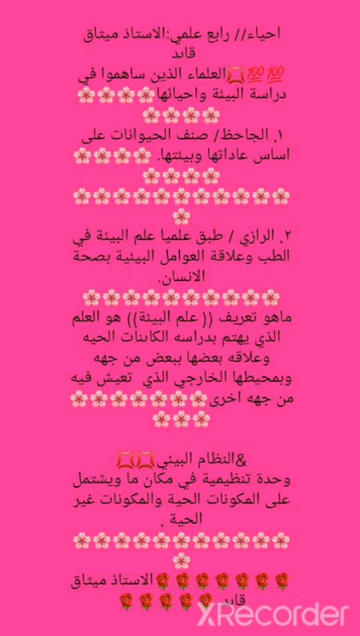 احياء// رابع علمي:الاستاذ ميثاق
قايد
💯💯💢العلماء الذين ساهموا في
دراسة البيئة واحيائها🌸🌸🌸🌸
🌸🌸🌸🌸
١. الجاحظ/ صنف الحيوانات على
اساس عاداتها وبيئتها. 🌸🌸🌸🌸
🌸🌸🌸🌸
🌸🌸🌸🌸🌸🌸🌸🌸🌸🌸🌸
🌸
٢. الرازي / طبق علميا علم البيئة في
الطب وعلاقة العوامل البيئية بصحة
الانسان.
🌸🌸🌸🌸🌸🌸🌸🌸🌸🌸
ماهو تعريف (( علم البيئة)) هو العلم
الذي يهتم بدراسه الكائنات الحيه
وعلاقه بعضها ببعض من جهه
وبمحيطها الخارجي الذي تعيش فيه
من جهه اخرى🌸🌸🌸🌸🌸🌸🌸
🌸🌸🌸
&النظام البيئي💢💢
وحدة تنظيمية في مكان ما ويشتمل
على المكونات الحية والمكونات غير
الحية .
🌸🌸🌸🌸🌸🌸🌸🌸🌸🌸🌸
🌸
🌹🌹🌹🌹🌹🌹🌹الاستاذ ميثاق
قايد 🌹🌹🌹🌹🌹
XRecorder